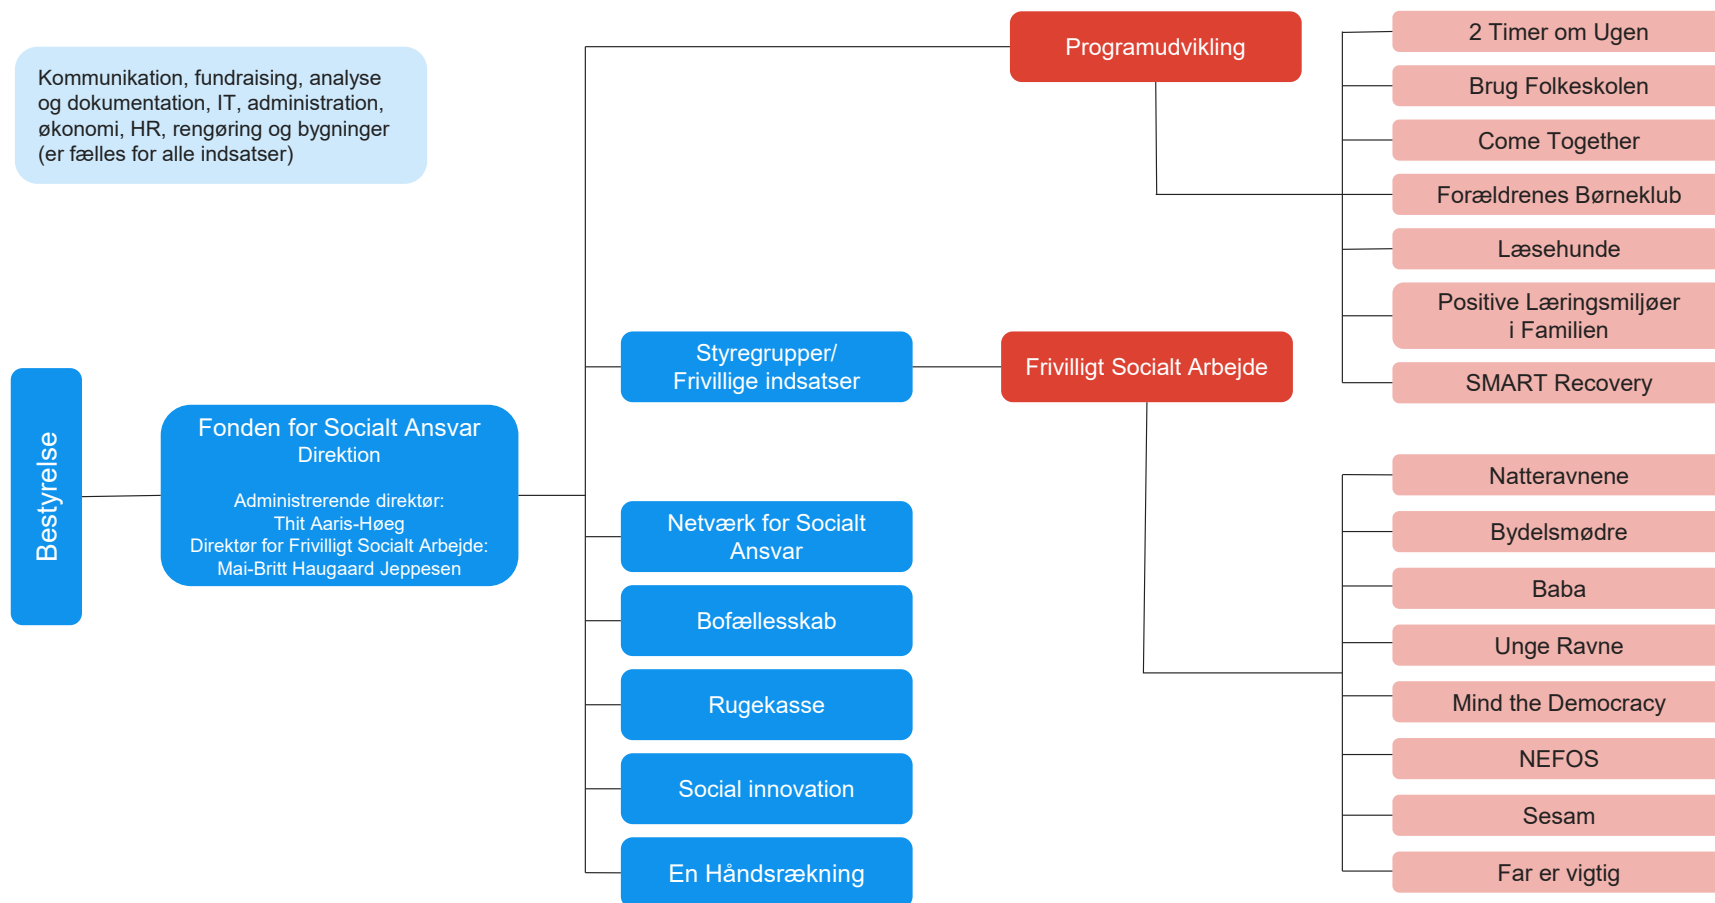 Kommunikation, fundraising, analyse
og dokumentation, IT, administration,
økonomi, HR, rengøring og bygninger
(er fælles for alle indsatser)
Bestyrelse
Fonden for Socialt Ansvar
Direktion
Administrerende direktør:
Thit Aaris-Høeg
Direktør for Frivilligt Socialt Arbejde:
Mai-Britt Haugaard Jeppesen
Styregrupper/
Frivillige indsatser
Netværk for Socialt
Ansvar
Bofællesskab
Rugekasse
Social innovation
En Håndsrækning
Programudvikling
Frivilligt Socialt Arbejde
2 Timer om Ugen
Brug Folkeskolen
Come Together
Forældrenes Børneklub
Læsehunde
Positive Læringsmiljøer
i Familien
SMART Recovery
Natteravnene
Bydelsmødre
Baba
Unge Ravne
Mind the Democracy
NEFOS
Sesam
Far er vigtig